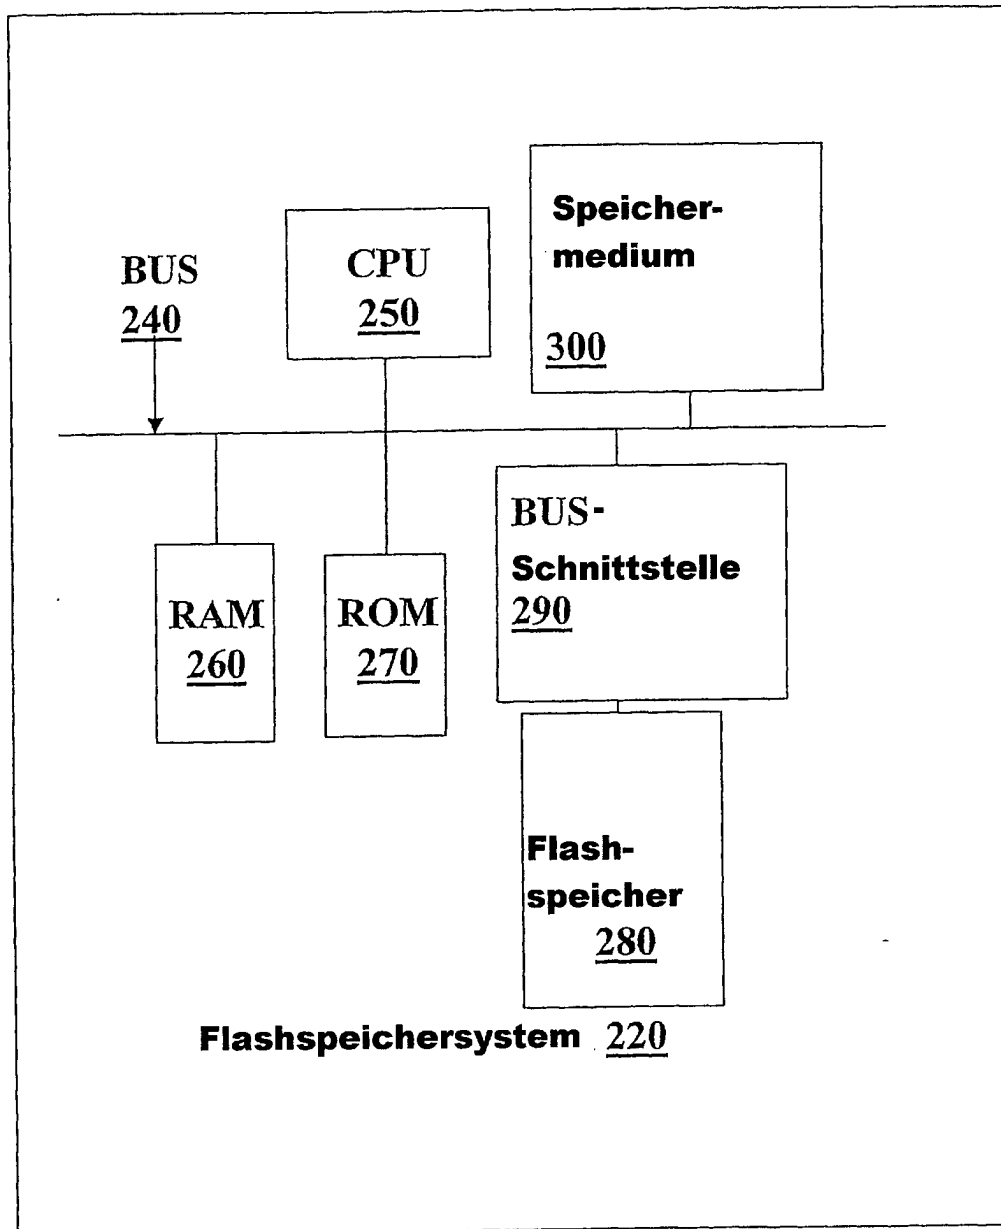 Speicher-
medium
300
CPU
250
BUS
240
BUS-
Schnittstelle
290
RAM
260
ROM
270
Flash-
speicher
280
Flashspeichersystem 220